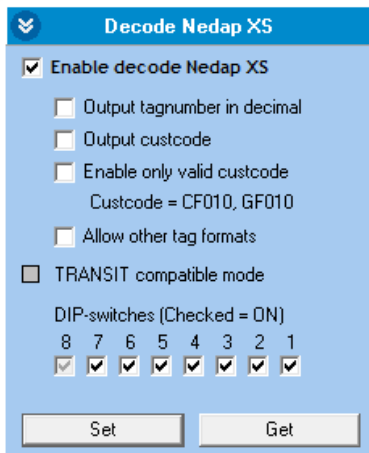 Decode Nedap XS
Enable decode Nedap XS
Output tagnumber in decimal
Output custcode
Enable only valid custcode
Custcode = CF010, GF010
Allow other tag formats
TRANSIT compatible mode
DIP-switches (Checked = ON)
8 7 6 5 4 3 2 1
Set Get